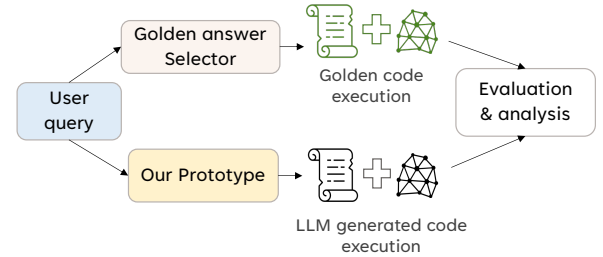 Golden answer
Selector
Golden code
execution
User
query
Evaluation
& analysis
Our Prototype
LLM generated code
execution